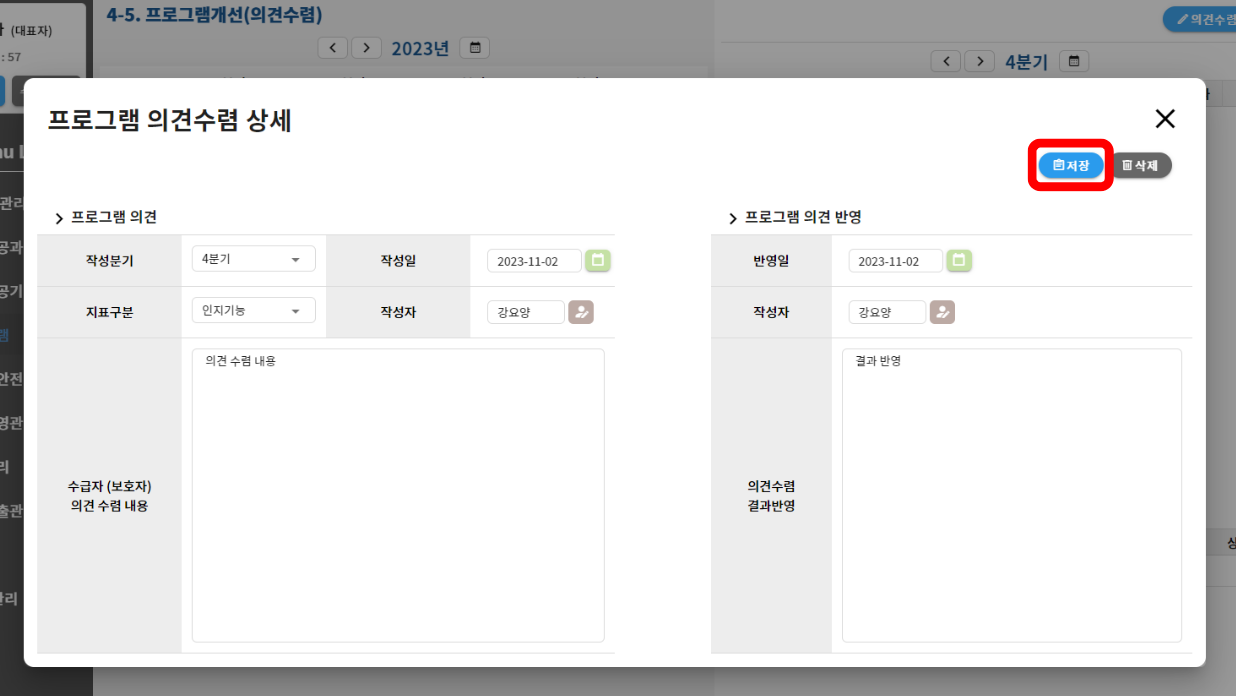 (대표자)
4-5. 프로그램개선(의견수렴)
의견수렴
: 57
2023년
4분기
프로그램 의견수렴 상세
저장
삭제
관리
프로그램 의견
프로그램 의견 반영
작성분기
4분기
작성일
2023-11-02
반영일
2023-11-02
지표구분
인지기능
작성자
강요양
작성자
강요양
의견 수렴 내용
결과 반영
안전
영관
리
출관
수급자 (보호자)
의견 수렴 내용
의견수렴
결과반영
상
관리